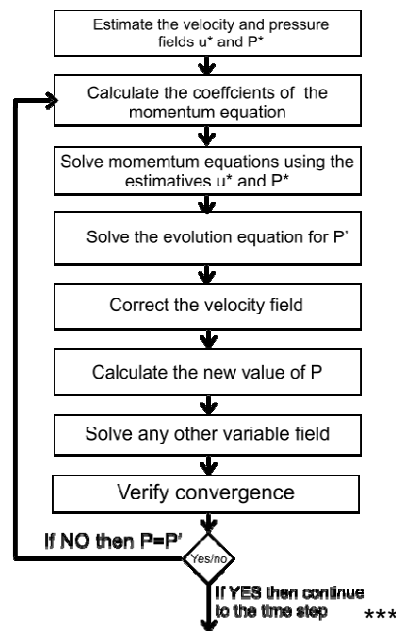 Estimate the velocity and pressure
fields u* and P*
Calculate the coeffcients of the
momentum equation
Solve momemtum equations using the
estimatives u* and P*
Solve the evolution equation for P'
Correct the velocity field
Calculate the new value of P
Solve any other variable field
Verify convergence
If NO then P=P'
Yes/no
If YES then continue
to the time step ***